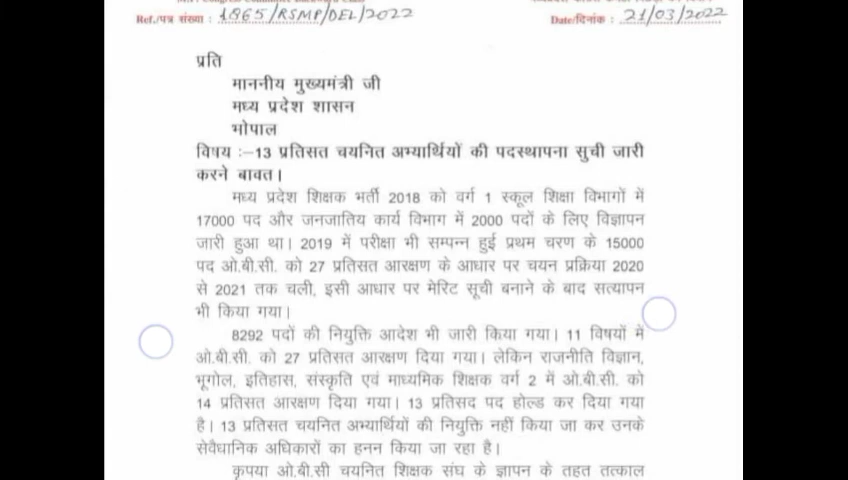 Ref./पत्र संख्या : 1865/RSMP/DEL/2022
Date/दिनांक : 21/03/2022
प्रति
माननीय मुख्यमंत्री जी
मध्य प्रदेश शासन
भोपाल
विषय :–13 प्रतिसत चयनित अभ्यार्थियों की पदस्थापना सुची जारी
करने बावत।
मध्य प्रदेश शिक्षक भर्ती 2018 को वर्ग 1 स्कूल शिक्षा विभागों में
17000 पद और जनजातिय कार्य विभाग में 2000 पदों के लिए विज्ञापन
जारी हुआ था। 2019 में परीक्षा भी सम्पन्न हुई प्रथम चरण के 15000
पद ओ.बी.सी. को 27 प्रतिसत आरक्षण के आधार पर चयन प्रक्रिया 2020
से 2021 तक चली, इसी आधार पर मेरिट सूची बनाने के बाद सत्यापन
भी किया गया।
8292 पदों की नियुक्ति आदेश भी जारी किया गया। 11 विषयों में
ओ.बी.सी. को 27 प्रतिसत आरक्षण दिया गया। लेकिन राजनीति विज्ञान,
भूगोल, इतिहास, संस्कृति एवं माध्यमिक शिक्षक वर्ग 2 में ओ.बी.सी. को
14 प्रतिसत आरक्षण दिया गया। 13 प्रतिसद पद होल्ड कर दिया गया
है। 13 प्रतिसत चयनित अभ्यार्थियों की नियुक्ति नहीं किया जा कर उनके
सेवैधानिक अधिकारों का हनन किया जा रहा है।
कृपया ओ.बी.सी चयनित शिक्षक संघ के ज्ञापन के तहत तत्काल